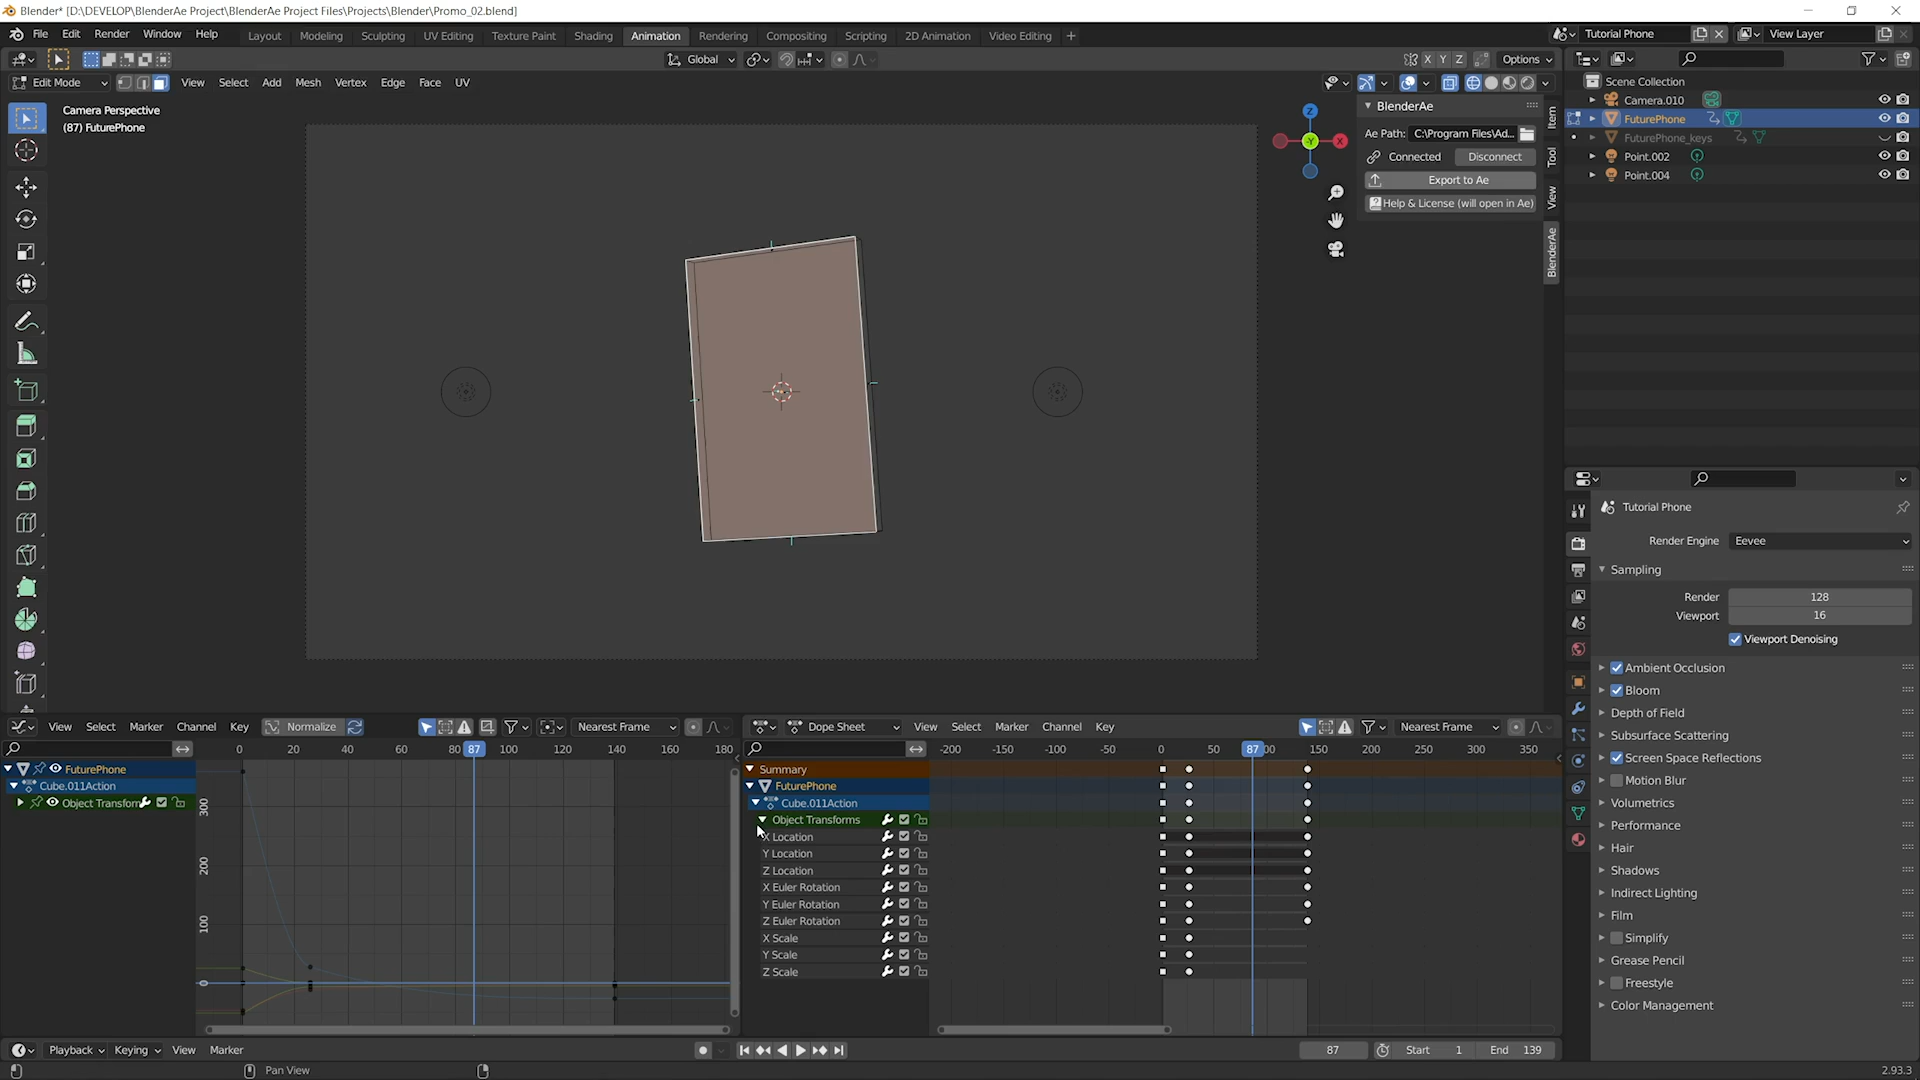 Blender* [D:\DEVELOP\BlenderAe Project\BlenderAe Project Files\Projects\Blender\Promo_02.blend]
File Edit Render Window Help Layout Modeling Sculpting UV Editing Texture Paint Shading Animation Rendering Compositing Scripting 2D Animation Video Editing + Tutorial Phone View Layer
Global X Y Z Options
Edit Mode View Select Add Mesh Vertex Edge Face UV
Camera Perspective
(87) FuturePhone
Z
X
-Y
BlenderAe
Ae Path: C:\Program Files\Ad...
Connected Disconnect
Export to Ae
Help & License (will open in Ae)
Item
Tool
View
BlenderAe
Scene Collection
Camera.010
FuturePhone
FuturePhone_keys
Point.002
Point.004
Tutorial Phone
Render Engine Eevee
Sampling
Render 128
Viewport 16
Viewport Denoising
Ambient Occlusion
Bloom
Depth of Field
Subsurface Scattering
Screen Space Reflections
Motion Blur
Volumetrics
Performance
Hair
Shadows
Indirect Lighting
Film
Simplify
Grease Pencil
Freestyle
Color Management
View Select Marker Channel Key Normalize Nearest Frame
0 20 40 60 80 87 100 120 140 160 180
FuturePhone
Cube.011Action
Object Transform
300
200
100
0
Dope Sheet View Select Marker Channel Key Nearest Frame
-200 -150 -100 -50 0 50 87 00 150 200 250 300 350
Summary
FuturePhone
Cube.011Action
Object Transforms
X Location
Y Location
Z Location
X Euler Rotation
Y Euler Rotation
Z Euler Rotation
X Scale
Y Scale
Z Scale
Playback Keying View Marker 87 Start 1 End 139
Pan View 2.93.3